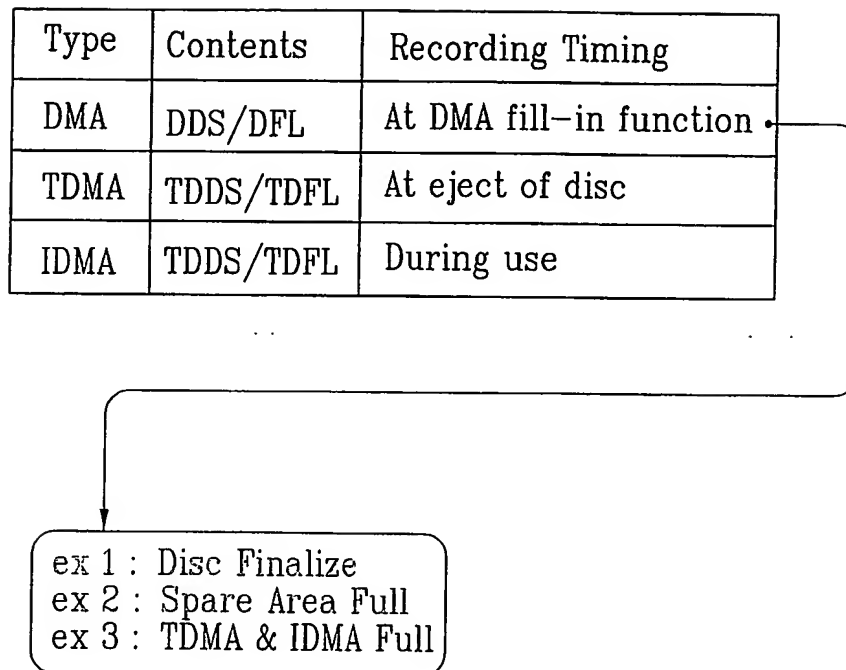 Type Contents Recording Timing
DMA DDS/DFL At DMA fill-in function
TDMA TDDS/TDFL At eject of disc
IDMA TDDS/TDFL During use
ex 1 : Disc Finalize
ex 2 : Spare Area Full
ex 3 : TDMA & IDMA Full